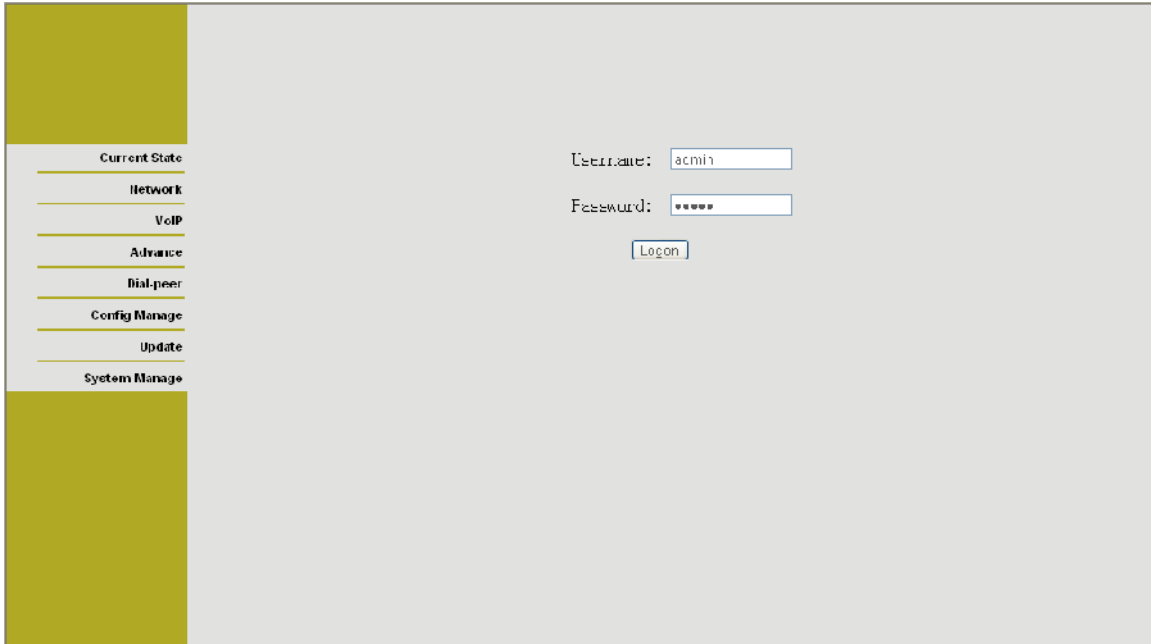 Current State
Network
VoIP
Advance
Dial-peer
Config Manage
Update
System Manage
Username: admin
Password: •••••
Logon